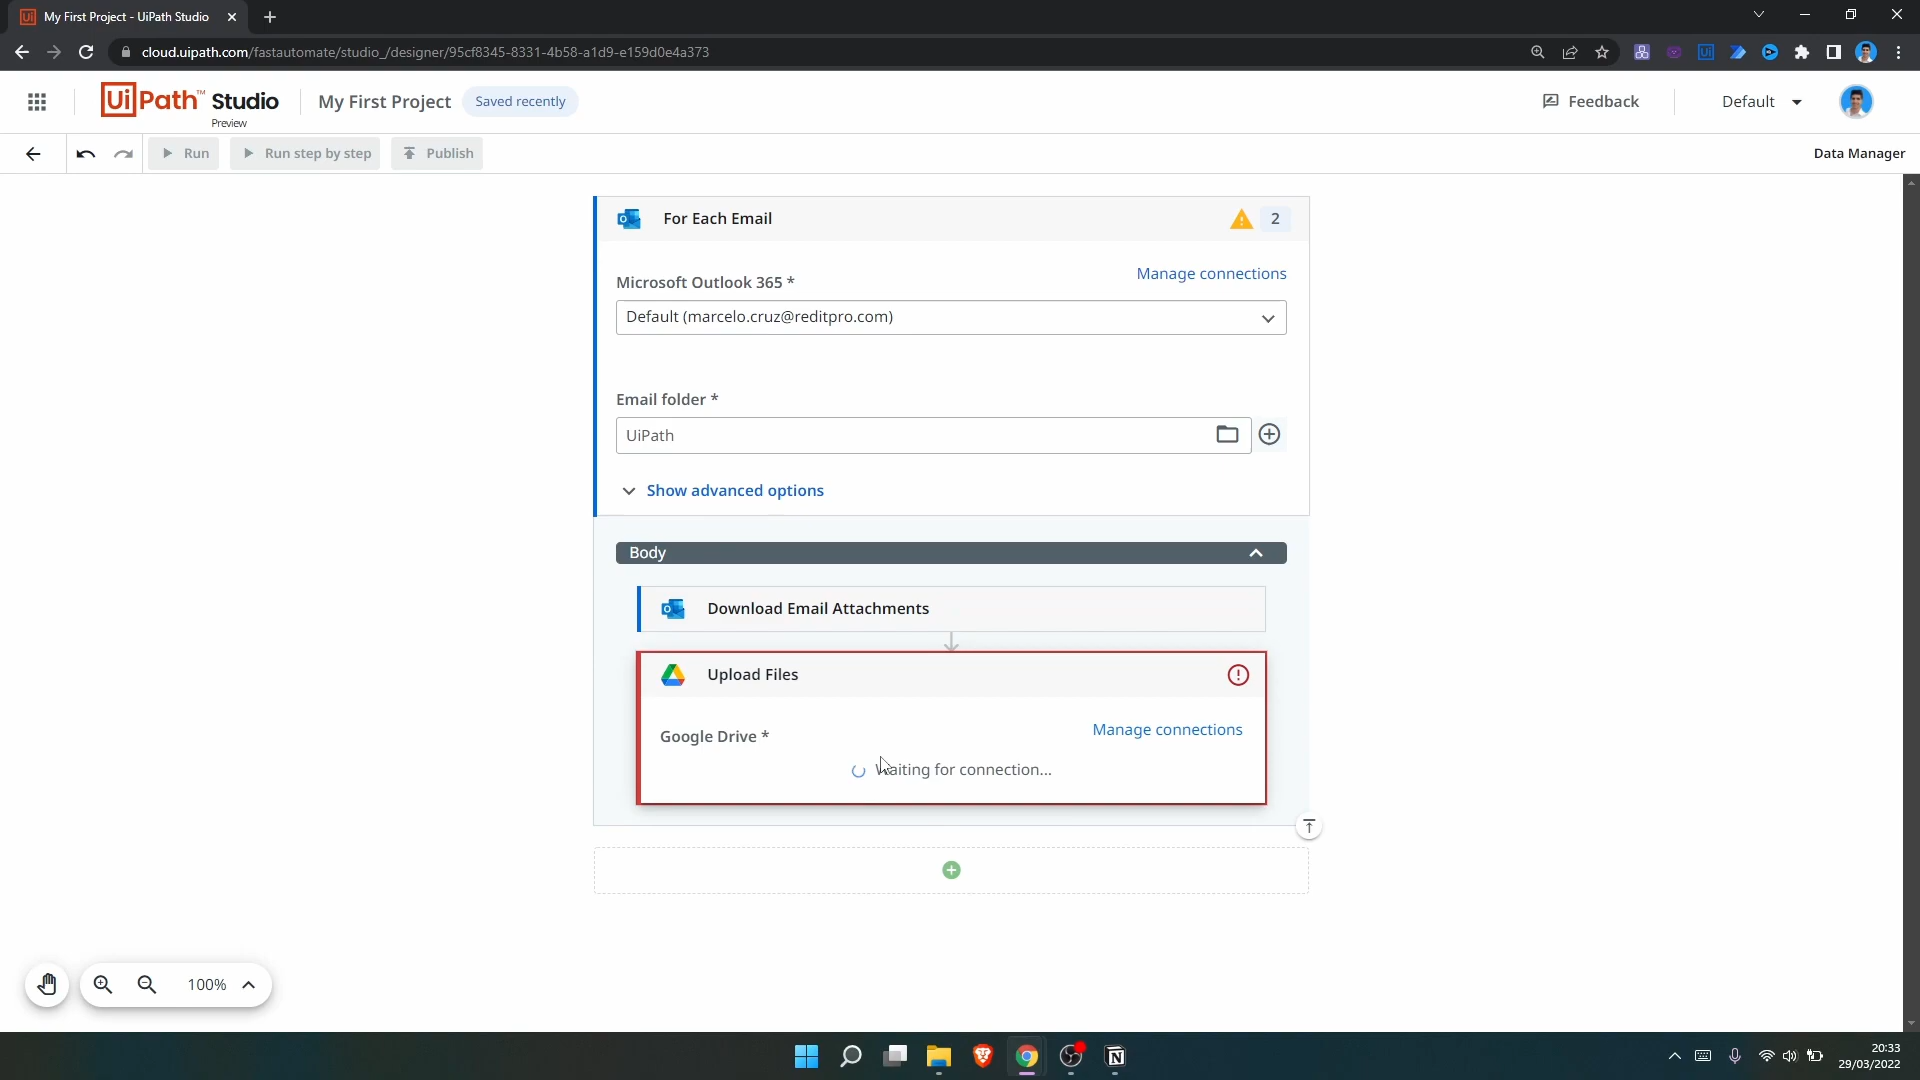 My First Project - UiPath Studio
cloud.uipath.com/fastautomate/studio_/designer/95cf8345-8331-4b58-a1d9-e159d0e4a373
UiPath™ Studio
Preview
My First Project
Saved recently
Feedback
Default
Run
Run step by step
Publish
Data Manager
For Each Email
2
Microsoft Outlook 365 *
Manage connections
Default (marcelo.cruz@reditpro.com)
Email folder *
UiPath
Show advanced options
Body
Download Email Attachments
Upload Files
Google Drive *
Manage connections
Waiting for connection...
100%
20:33
29/03/2022